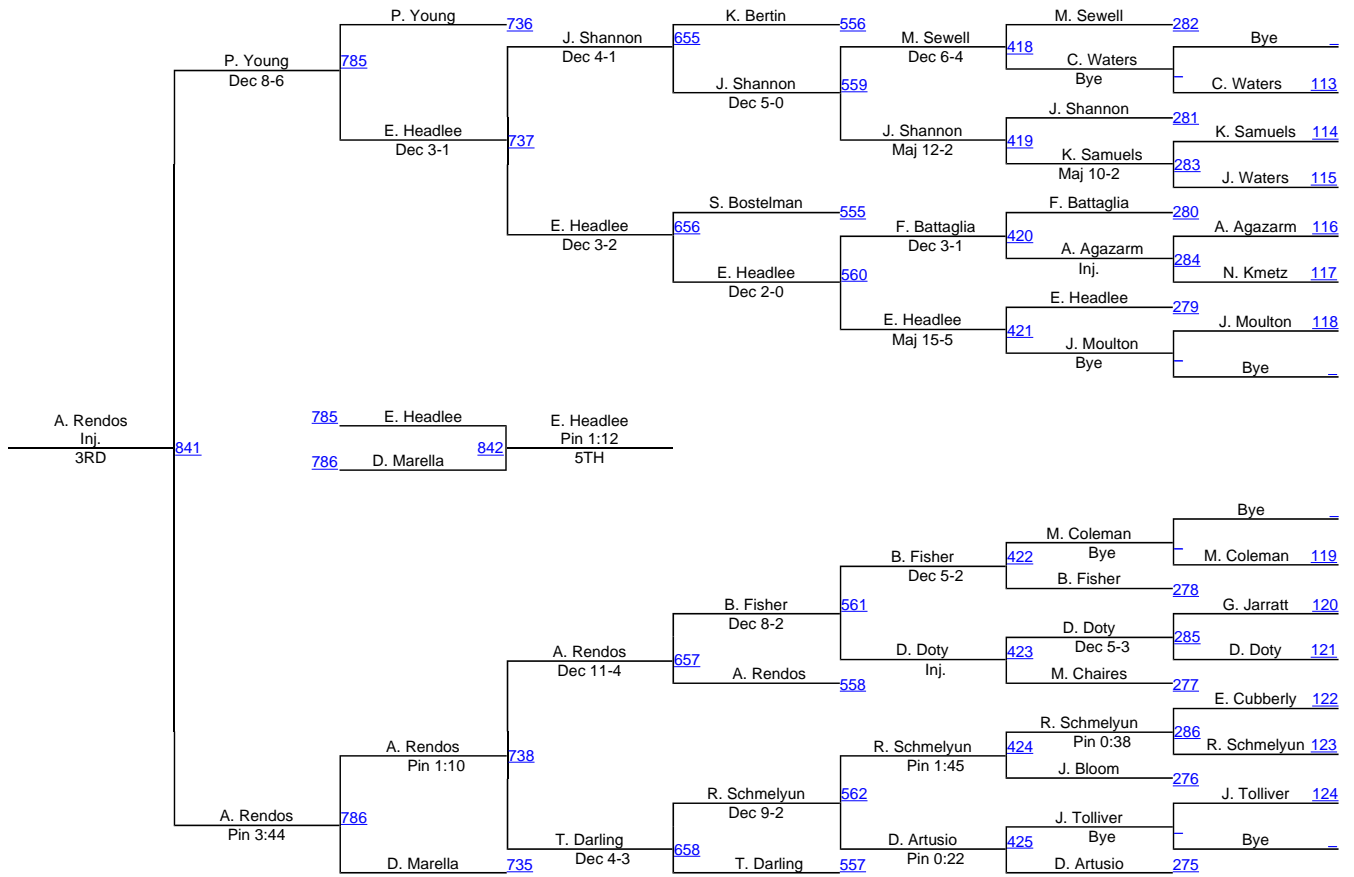 P. Young 736
K. Bertin 556
M. Sewell 282
J. Shannon 655
Dec 4-1
M. Sewell 418
Dec 6-4
Bye _
P. Young 785
Dec 8-6
C. Waters _
Bye
J. Shannon 559
Dec 5-0
C. Waters 113
J. Shannon 281
E. Headlee 737
Dec 3-1
J. Shannon 419
Maj 12-2
K. Samuels 114
K. Samuels 283
Maj 10-2
J. Waters 115
S. Bostelman 555
F. Battaglia 280
E. Headlee 656
Dec 3-2
F. Battaglia 420
Dec 3-1
A. Agazarm 116
A. Agazarm 284
Inj.
E. Headlee 560
Dec 2-0
N. Kmetz 117
E. Headlee 279
E. Headlee 421
Maj 15-5
J. Moulton 118
J. Moulton _
Bye
Bye _
A. Rendos
Inj.
3RD
841
785 E. Headlee
786 D. Marella
842
E. Headlee
Pin 1:12
5TH
Bye _
M. Coleman _
Bye
B. Fisher 422
Dec 5-2
M. Coleman 119
B. Fisher 278
B. Fisher 561
Dec 8-2
G. Jarratt 120
D. Doty 285
Dec 5-3
A. Rendos 657
Dec 11-4
D. Doty 423
Inj.
D. Doty 121
A. Rendos 558
M. Chaires 277
E. Cubberly 122
R. Schmelyun 286
Pin 0:38
A. Rendos 738
Pin 1:10
R. Schmelyun 424
Pin 1:45
R. Schmelyun 123
J. Bloom 276
R. Schmelyun 562
Dec 9-2
J. Tolliver 124
A. Rendos 786
Pin 3:44
J. Tolliver _
Bye
T. Darling 658
Dec 4-3
D. Artusio 425
Pin 0:22
Bye _
D. Marella 735
T. Darling 557
D. Artusio 275